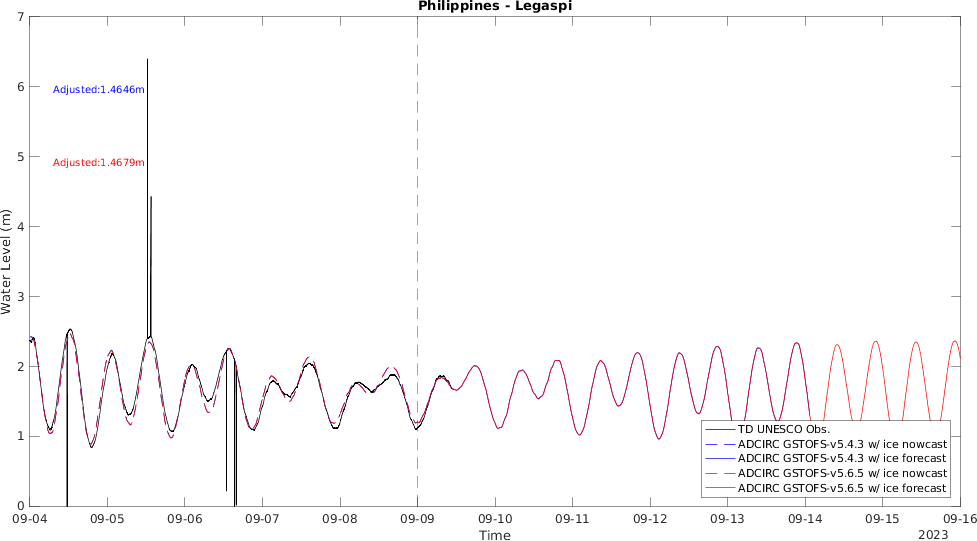 Philippines - Legaspi
7
6
5
4
3
2
1
0
Water Level (m)
Adjusted:1.4646m
Adjusted:1.4679m
TD UNESCO Obs.
ADCIRC GSTOFS-v5.4.3 w/ ice nowcast
ADCIRC GSTOFS-v5.4.3 w/ ice forecast
ADCIRC GSTOFS-v5.6.5 w/ ice nowcast
ADCIRC GSTOFS-v5.6.5 w/ ice forecast
09-04 09-05 09-06 09-07 09-08 09-09 09-10 09-11 09-12 09-13 09-14 09-15 09-16
Time
2023